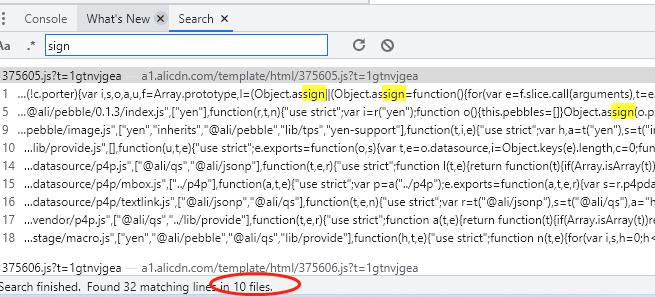 Console What's New Search
Aa .* sign
375605.js?t=1gtnvjgea — a1.alicdn.com/template/html/375605.js?t=1gtnvjgea
1 …(!c.porter){var i,s,o,a,u,f=Array.prototype,l=(Object.assign||(Object.assign=function(){for(var e=f.slice.call(arguments),t=e.
5 …@ali/pebble/0.1.3/index.js",["yen"],function(r,t,n){"use strict";var i=r("yen");function o(){this.pebbles=[]}Object.assign(o.p
9 …pebble/image.js",["yen","inherits","@ali/pebble","lib/tps","yen-support"],function(t,i,e){"use strict";var h,a=t("yen"),s=t("in
10 …lib/provide.js",[],function(u,t,e){"use strict";e.exports=function(o,s){var t,e=o.datasource,i=Object.keys(e).length,c=0;fun
14 …datasource/p4p.js",["@ali/qs","@ali/jsonp"],function(t,e,r){"use strict";function l(t){return function(t){if(Array.isArray(t)){
15 …datasource/p4p/mbox.js",["../p4p"],function(a,t,e){"use strict";var p=a("../p4p");e.exports=function(a,t,e,r){var s=r.p4pda
16 …datasource/p4p/textlink.js",["@ali/jsonp","@ali/qs"],function(t,e,n){"use strict";var r=t("@ali/jsonp"),s=t("@ali/qs"),a="h
17 …vendor/p4p.js",["@ali/qs","../lib/provide"],function(t,e,r){"use strict";function a(t,e){return function(t){if(Array.isArray(t))re
18 …stage/macro.js",["yen","@ali/pebble","@ali/qs","lib/provide"],function(h,t,e){"use strict";function n(t,e){for(var i,s,h=0;h<
375606.js?t=1gtnvjgea — a1.alicdn.com/template/html/375606.js?t=1gtnvjgea
Search finished. Found 32 matching lines in 10 files.